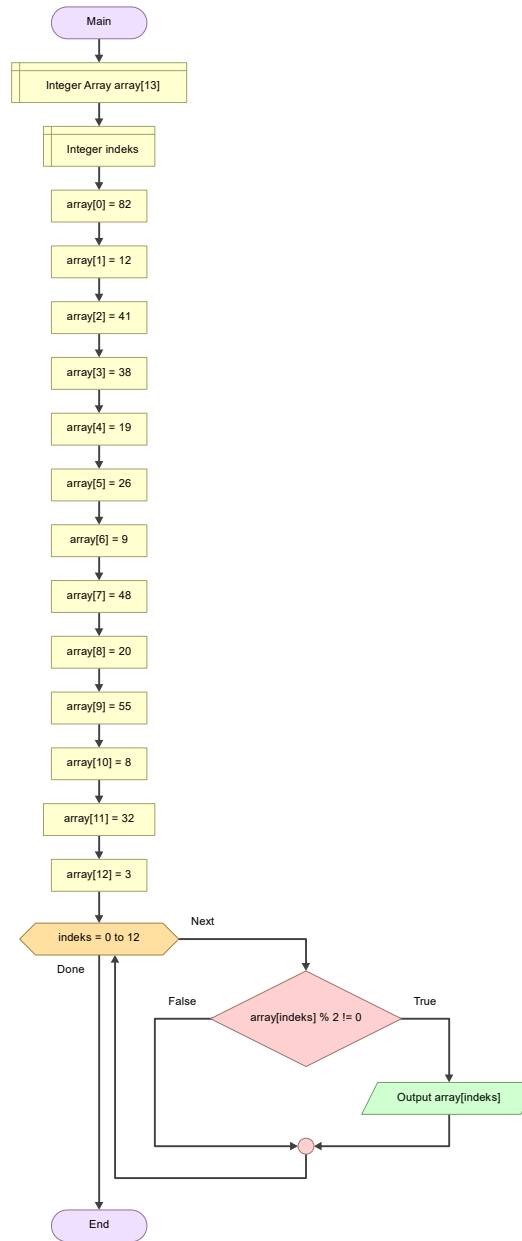 Main
Integer Array array[13]
Integer indeks
array[0] = 82
array[1] = 12
array[2] = 41
array[3] = 38
array[4] = 19
array[5] = 26
array[6] = 9
array[7] = 48
array[8] = 20
array[9] = 55
array[10] = 8
array[11] = 32
array[12] = 3
Next
indeks = 0 to 12
Done
False
True
array[indeks] % 2 != 0
Output array[indeks]
End